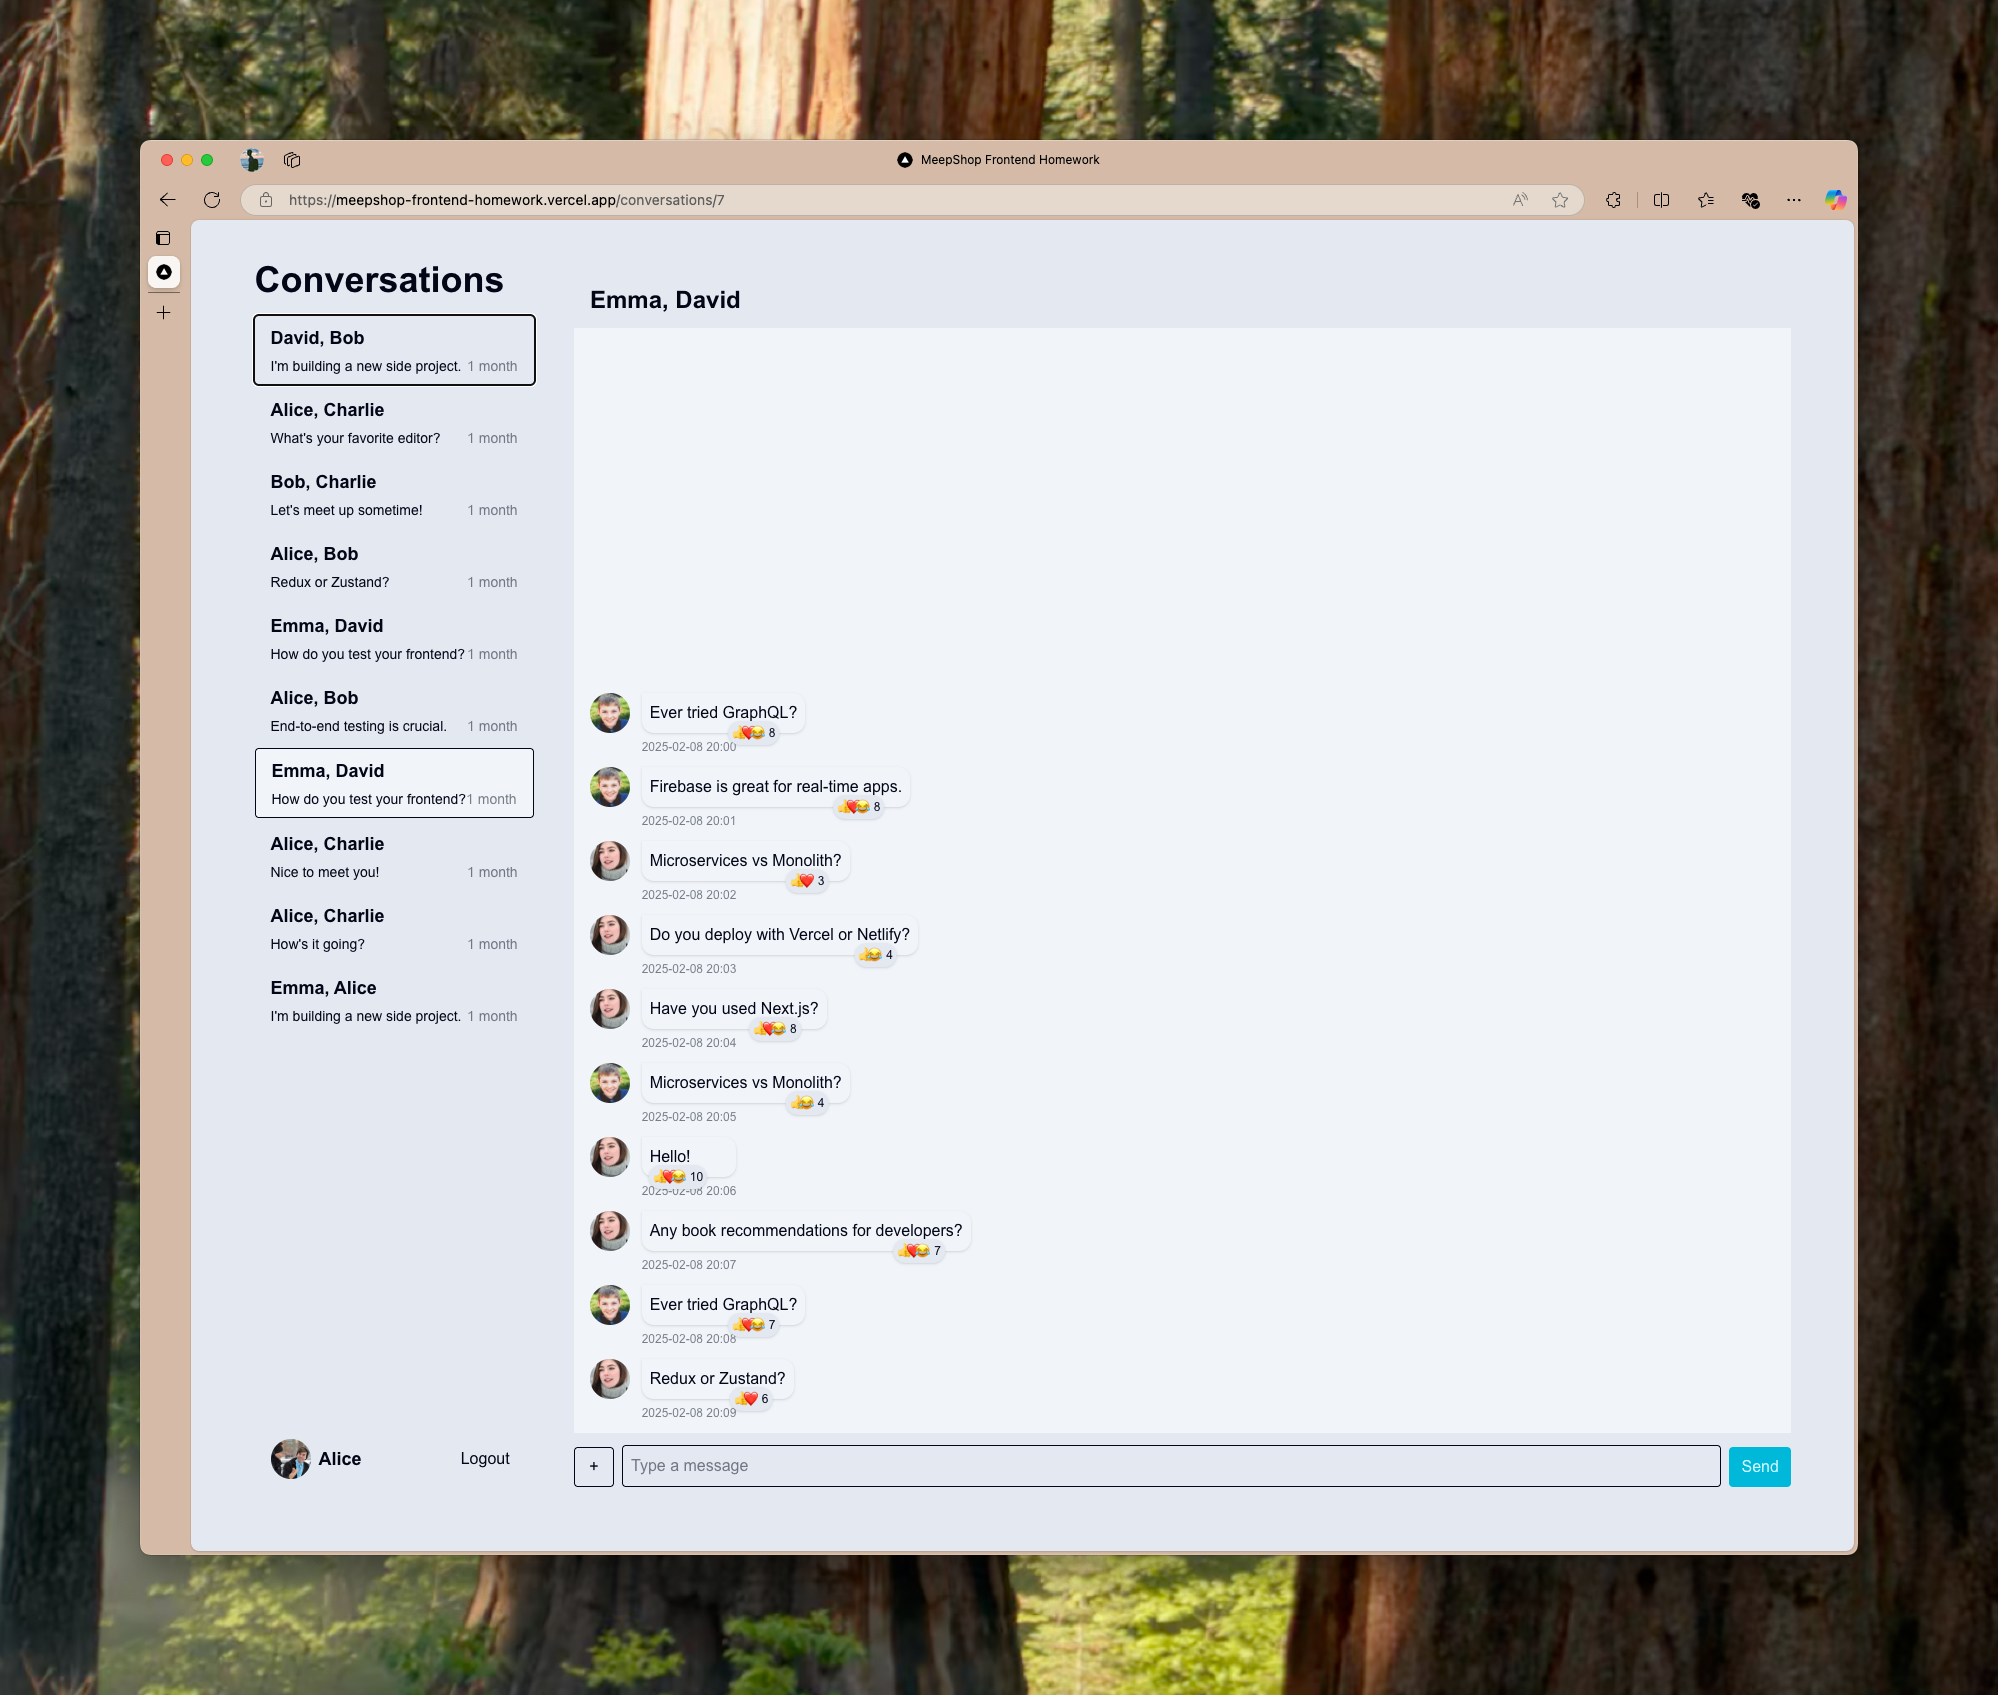 MeepShop Frontend Homework
https://meepshop-frontend-homework.vercel.app/conversations/7
Conversations
David, Bob
I'm building a new side project. 1 month
Alice, Charlie
What's your favorite editor? 1 month
Bob, Charlie
Let's meet up sometime! 1 month
Alice, Bob
Redux or Zustand? 1 month
Emma, David
How do you test your frontend? 1 month
Alice, Bob
End-to-end testing is crucial. 1 month
Emma, David
How do you test your frontend? 1 month
Alice, Charlie
Nice to meet you! 1 month
Alice, Charlie
How's it going? 1 month
Emma, Alice
I'm building a new side project. 1 month
Alice Logout
Emma, David
Ever tried GraphQL?
👍❤️😂 8
2025-02-08 20:00
Firebase is great for real-time apps.
👍❤️😂 8
2025-02-08 20:01
Microservices vs Monolith?
👍❤️ 3
2025-02-08 20:02
Do you deploy with Vercel or Netlify?
👍😂 4
2025-02-08 20:03
Have you used Next.js?
👍❤️😂 8
2025-02-08 20:04
Microservices vs Monolith?
👍😂 4
2025-02-08 20:05
Hello!
👍❤️😂 10
2025-02-08 20:06
Any book recommendations for developers?
👍❤️😂 7
2025-02-08 20:07
Ever tried GraphQL?
👍❤️😂 7
2025-02-08 20:08
Redux or Zustand?
👍❤️ 6
2025-02-08 20:09
+ Type a message Send